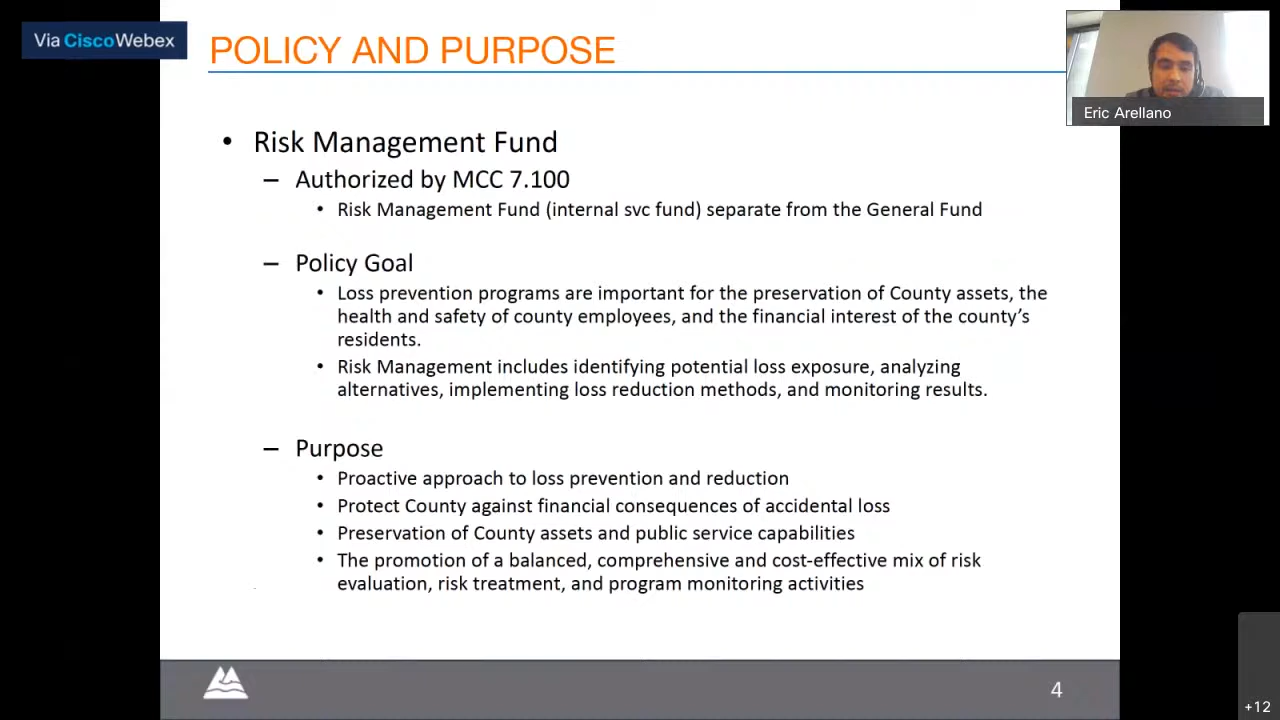 Via Cisco Webex
POLICY AND PURPOSE
Eric Arellano
• Risk Management Fund
– Authorized by MCC 7.100
• Risk Management Fund (internal svc fund) separate from the General Fund
– Policy Goal
• Loss prevention programs are important for the preservation of County assets, the
health and safety of county employees, and the financial interest of the county's
residents.
• Risk Management includes identifying potential loss exposure, analyzing
alternatives, implementing loss reduction methods, and monitoring results.
– Purpose
• Proactive approach to loss prevention and reduction
• Protect County against financial consequences of accidental loss
• Preservation of County assets and public service capabilities
• The promotion of a balanced, comprehensive and cost-effective mix of risk
evaluation, risk treatment, and program monitoring activities
4
+12